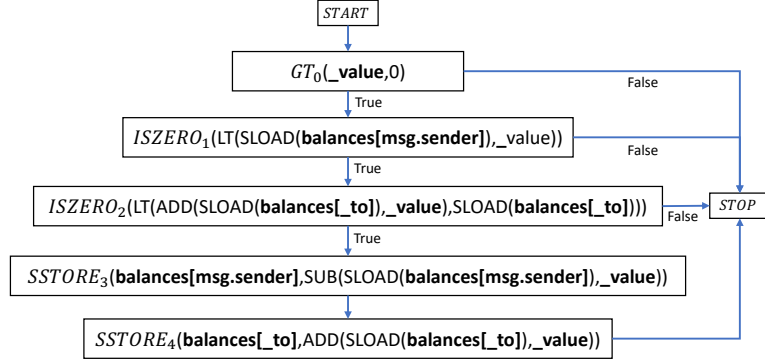 START
GT₀(_value,0)
False
True
ISZERO₁(LT(SLOAD(balances[msg.sender]),_value))
False
True
ISZERO₂(LT(ADD(SLOAD(balances[_to]),_value),SLOAD(balances[_to])))
STOP
False
True
SSTORE₃(balances[msg.sender],SUB(SLOAD(balances[msg.sender]),_value))
SSTORE₄(balances[_to],ADD(SLOAD(balances[_to]),_value))